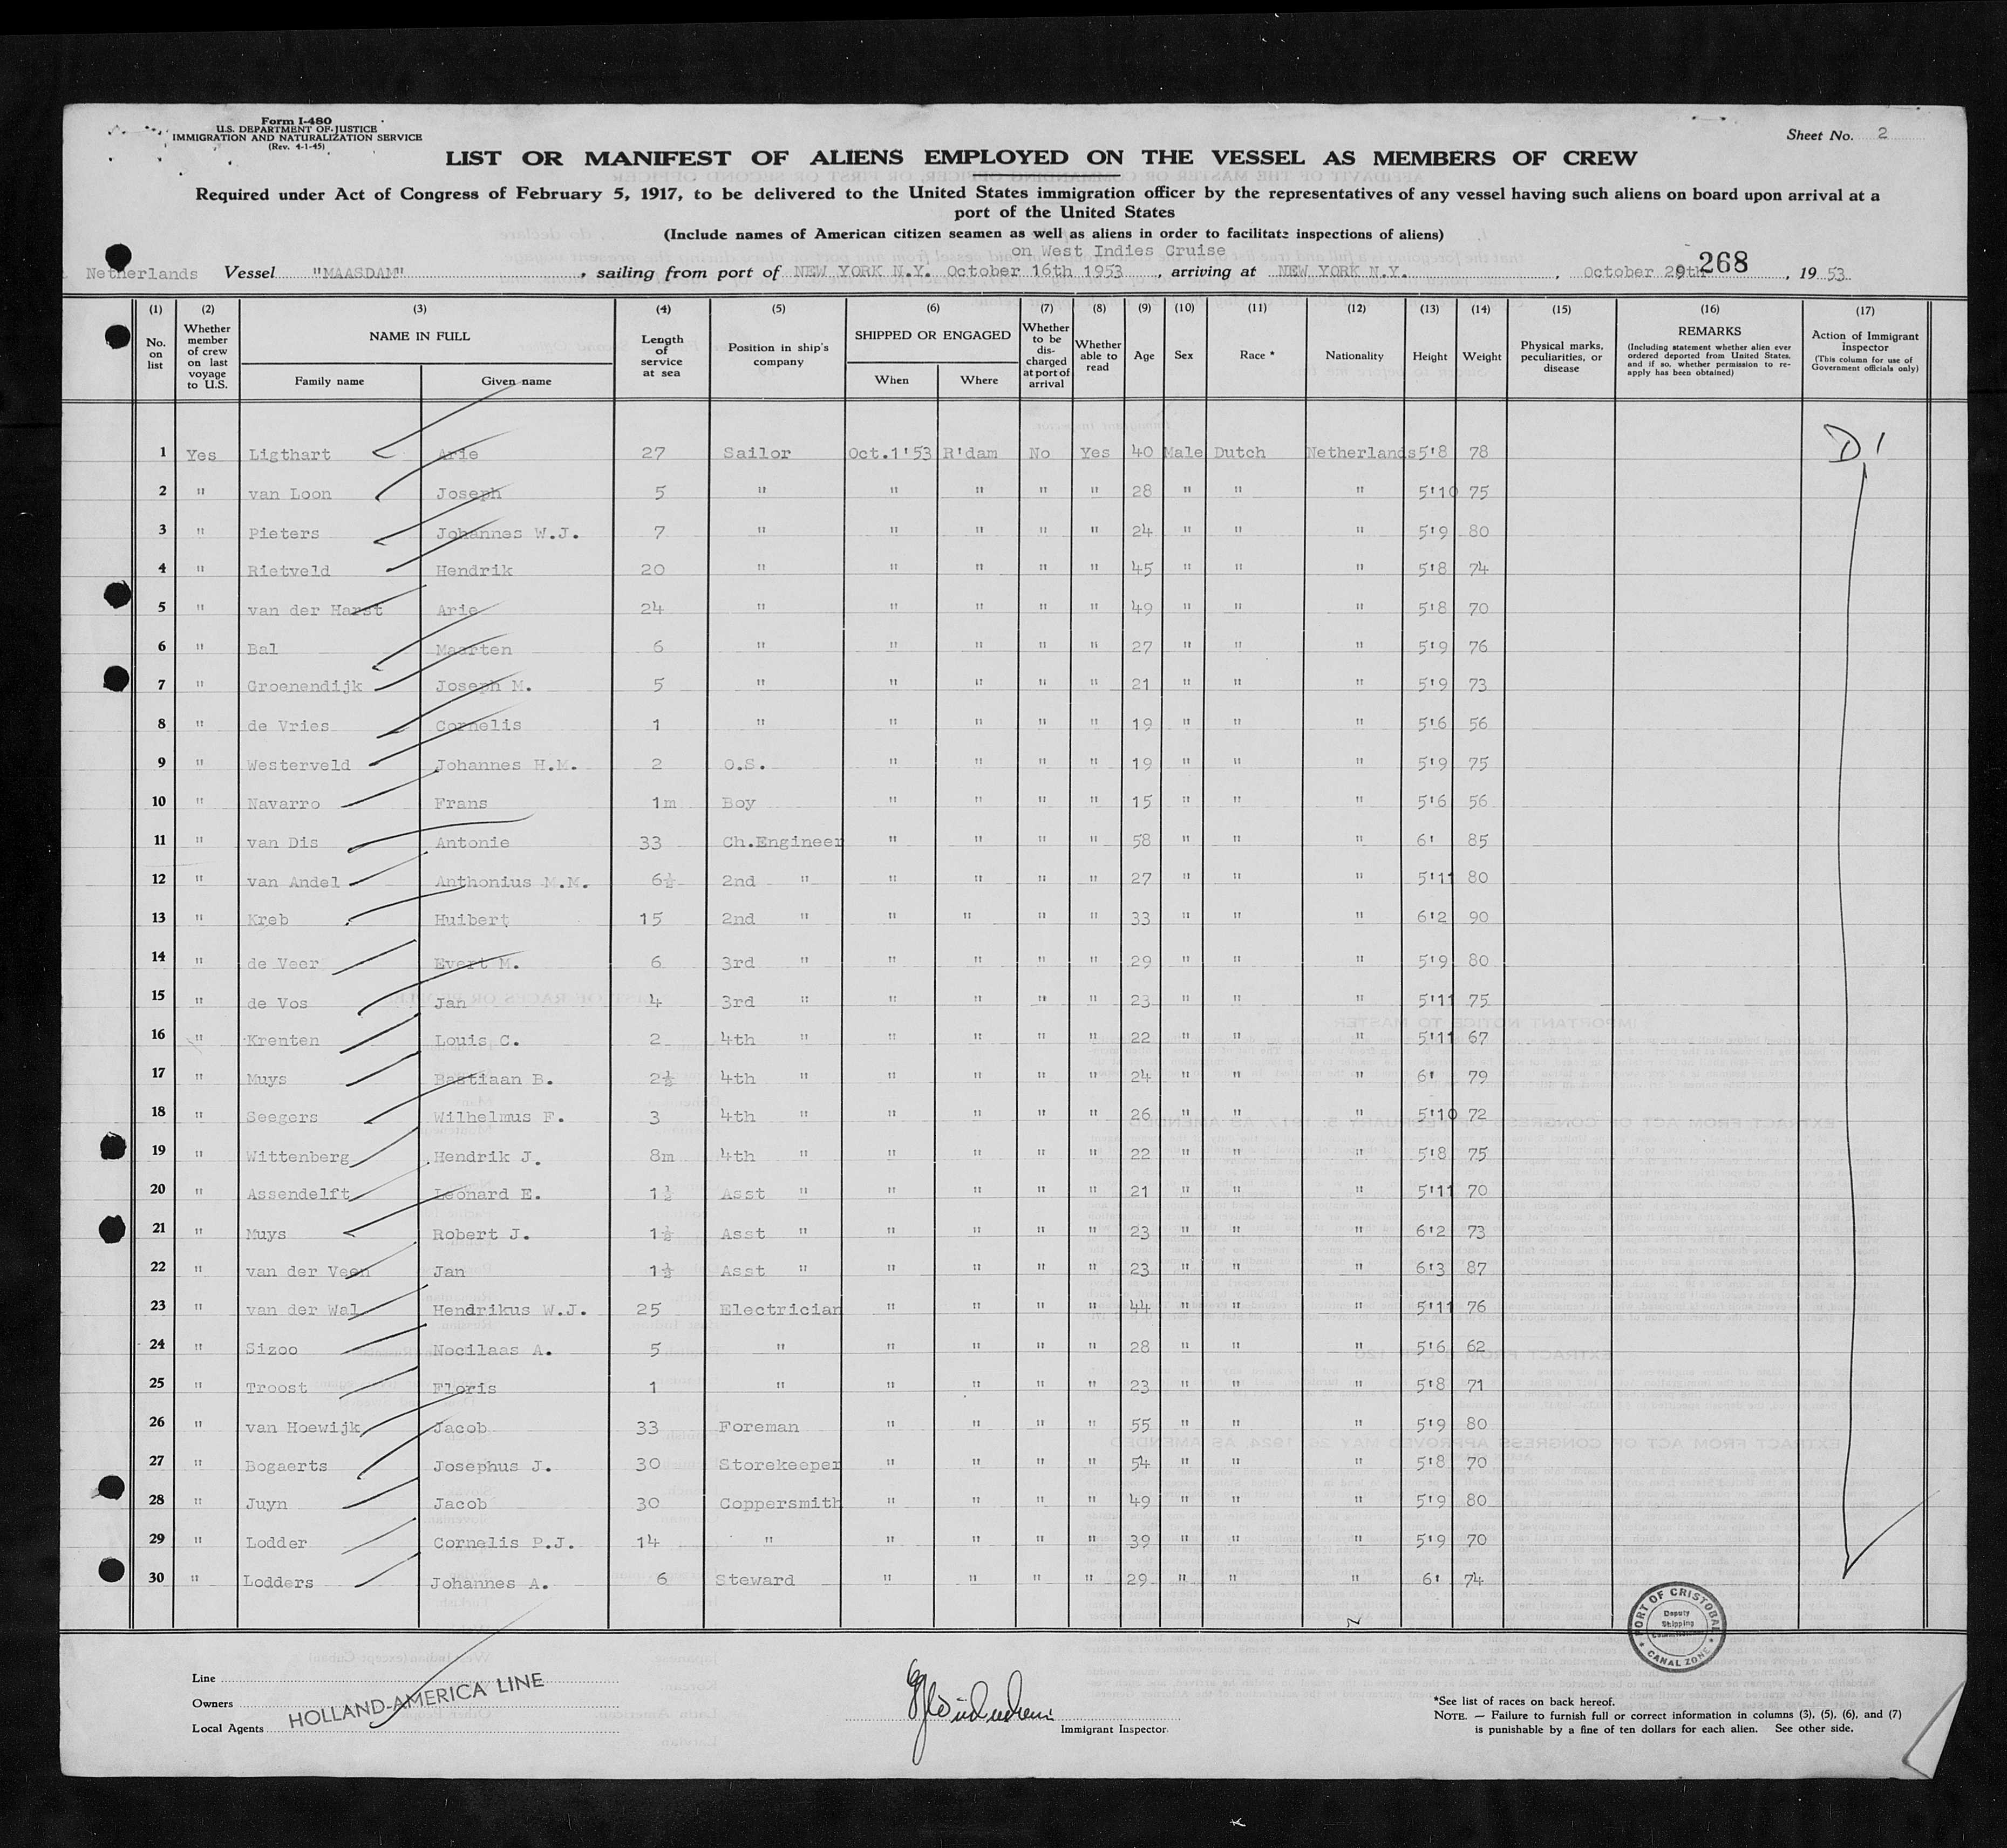 Form I-480
U.S. DEPARTMENT OF JUSTICE
IMMIGRATION AND NATURALIZATION SERVICE
(Rev. 4-1-45)
Sheet No. 2
LIST OR MANIFEST OF ALIENS EMPLOYED ON THE VESSEL AS MEMBERS OF CREW
Required under Act of Congress of February 5, 1917, to be delivered to the United States immigration officer by the representatives of any vessel having such aliens on board upon arrival at a
port of the United States
(Include names of American citizen seamen as well as aliens in order to facilitate inspections of aliens)
on West Indies Cruise
Netherlands Vessel "MAASDAM", sailing from port of NEW YORK N.Y. October 16th 1953, arriving at NEW YORK N.Y., October 29th 268, 1953
(1) No. on list (2) Whether member of crew on last voyage to U.S. (3) NAME IN FULL Family name Given name (4) Length of service at sea (5) Position in ship's company (6) SHIPPED OR ENGAGED When Where (7) Whether to be discharged at port of arrival (8) Whether able to read (9) Age (10) Sex (11) Race * (12) Nationality (13) Height (14) Weight (15) Physical marks, peculiarities, or disease (16) REMARKS (Including statement whether alien ever ordered deported from United States, and if so, whether permission to re-apply has been obtained) (17) Action of Immigrant Inspector (This column for use of Government officials only)
1 Yes Ligthart Arie 27 Sailor Oct.1'53 R'dam No Yes 40 Male Dutch Netherlands 5'8 78 D1
2 " van Loon Joseph 5 " " " " " 28 " " " 5'10 75
3 " Pieters Johannes W.J. 7 " " " " " 24 " " " 5'9 80
4 " Rietveld Hendrik 20 " " " " " 45 " " " 5'8 74
5 " van der Harst Arie 24 " " " " " 49 " " " 5'8 70
6 " Bal Maarten 6 " " " " " 27 " " " 5'9 76
7 " Groenendijk Joseph M. 5 " " " " " 21 " " " 5'9 73
8 " de Vries Cornelis 1 " " " " " 19 " " " 5'6 56
9 " Westerveld Johannes H.M. 2 O.S. " " " " 19 " " " 5'9 75
10 " Navarro Frans 1m Boy " " " " 15 " " " 5'6 56
11 " van Dis Antonie 33 Ch.Engineer " " " " 58 " " " 6' 85
12 " van Andel Anthonius M.M. 6½ 2nd " " " " " 27 " " " 5'11 80
13 " Kreb Huibert 15 2nd " " " " " 33 " " " 6'2 90
14 " de Veer Evert M. 6 3rd " " " " " 29 " " " 5'9 80
15 " de Vos Jan 4 3rd " " " " " 23 " " " 5'11 75
16 " Krenten Louis C. 2 4th " " " " " 22 " " " 5'11 67
17 " Muys Bastiaan B. 2½ 4th " " " " " 24 " " " 6' 79
18 " Seegers Wilhelmus F. 3 4th " " " " " 26 " " " 5'10 72
19 " Wittenberg Hendrik J. 8m 4th " " " " " 22 " " " 5'8 75
20 " Assendelft Leonard E. 1½ Asst " " " " " 21 " " " 5'11 70
21 " Muys Robert J. 1½ Asst " " " " " 23 " " " 6'2 73
22 " van der Veen Jan 1½ Asst " " " " " 23 " " " 6'3 87
23 " van der Wal Hendrikus W.J. 25 Electrician " " " " 44 " " " 5'11 76
24 " Sizoo Nocilaas A. 5 " " " " " 28 " " " 5'6 62
25 " Troost Floris 1 " " " " " 23 " " " 5'8 71
26 " van Hoewijk Jacob 33 Foreman " " " " 55 " " " 5'9 80
27 " Bogaerts Josephus J. 30 Storekeeper " " " " 54 " " " 5'8 70
28 " Juyn Jacob 30 Coppersmith " " " " 49 " " " 5'9 80
29 " Lodder Cornelis P.J. 14 " " " " " 39 " " " 5'9 70
30 " Lodders Johannes A. 6 Steward " " " " 29 " " " 6' 74
PORT OF CRISTOBAL
Deputy
Shipping
Commissioner
CANAL ZONE
Line
Owners
Local Agents
HOLLAND-AMERICA LINE
Immigrant Inspector.
*See list of races on back hereof.
NOTE. — Failure to furnish full or correct information in columns (3), (5), (6), and (7)
is punishable by a fine of ten dollars for each alien. See other side.